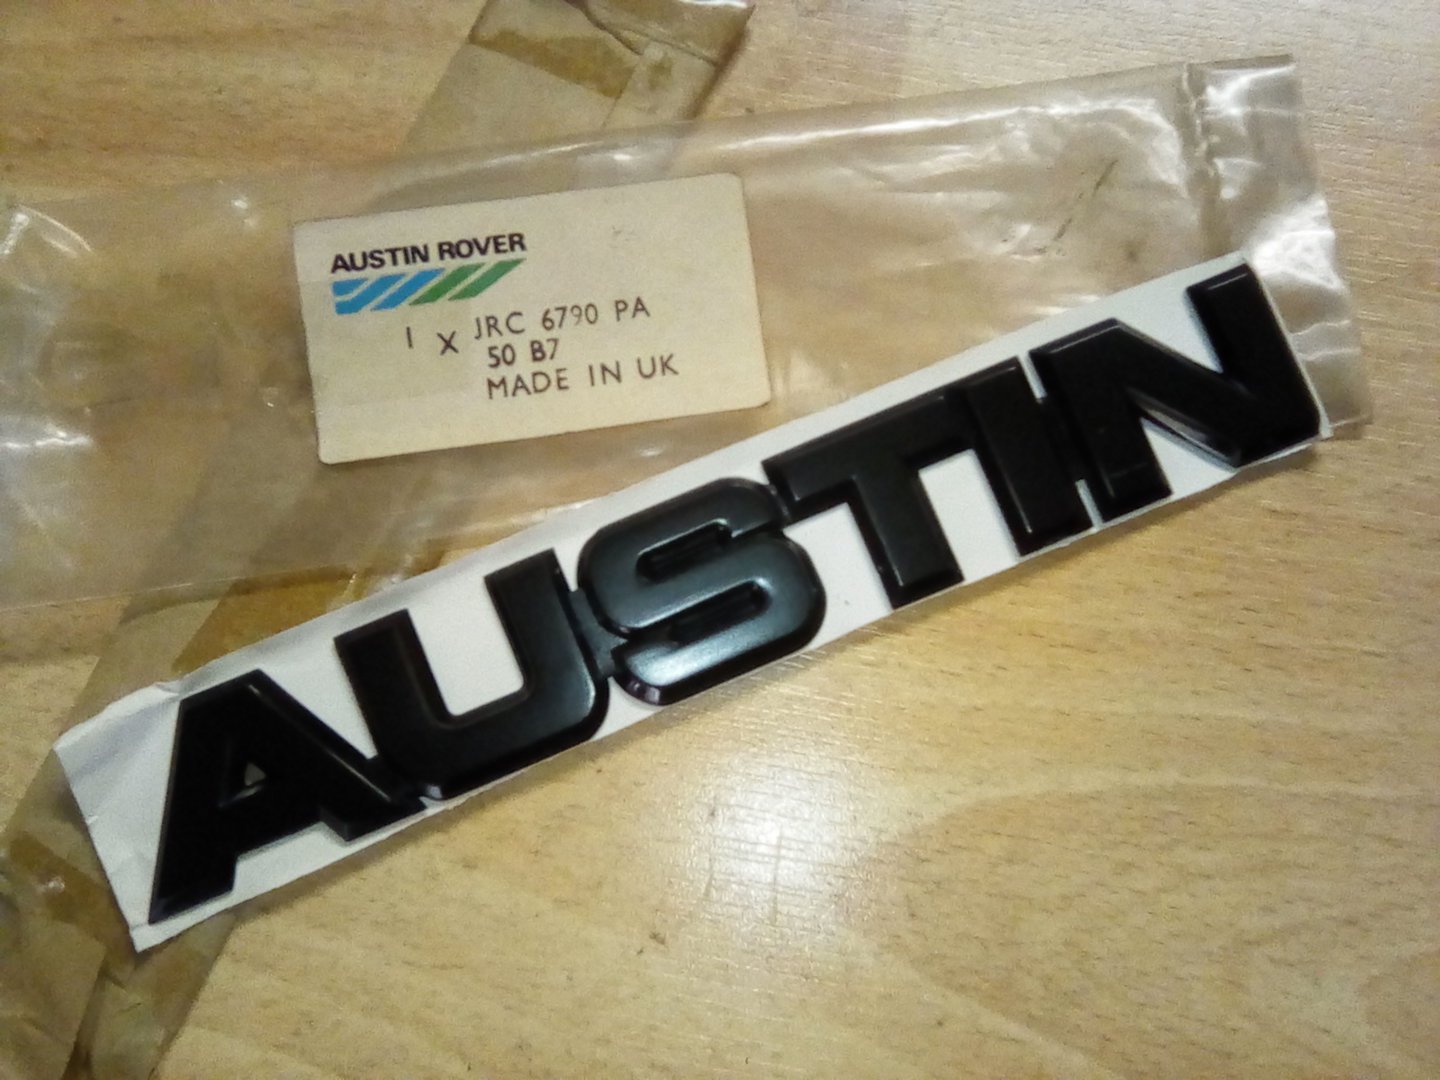 AUSTIN ROVER
1 X JRC 6790 PA
50 B7
MADE IN UK
AUSTIN